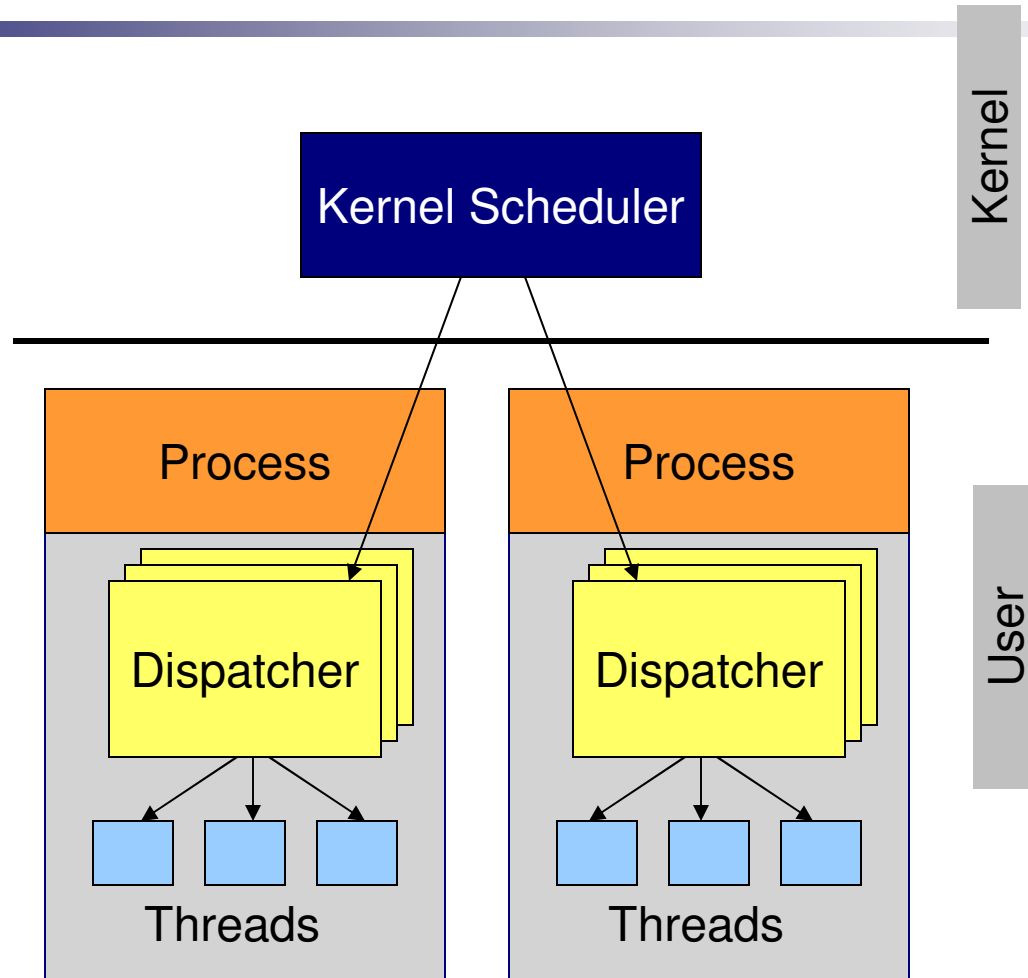 Kernel
Kernel Scheduler
Process
Process
User
Dispatcher
Dispatcher
Threads
Threads